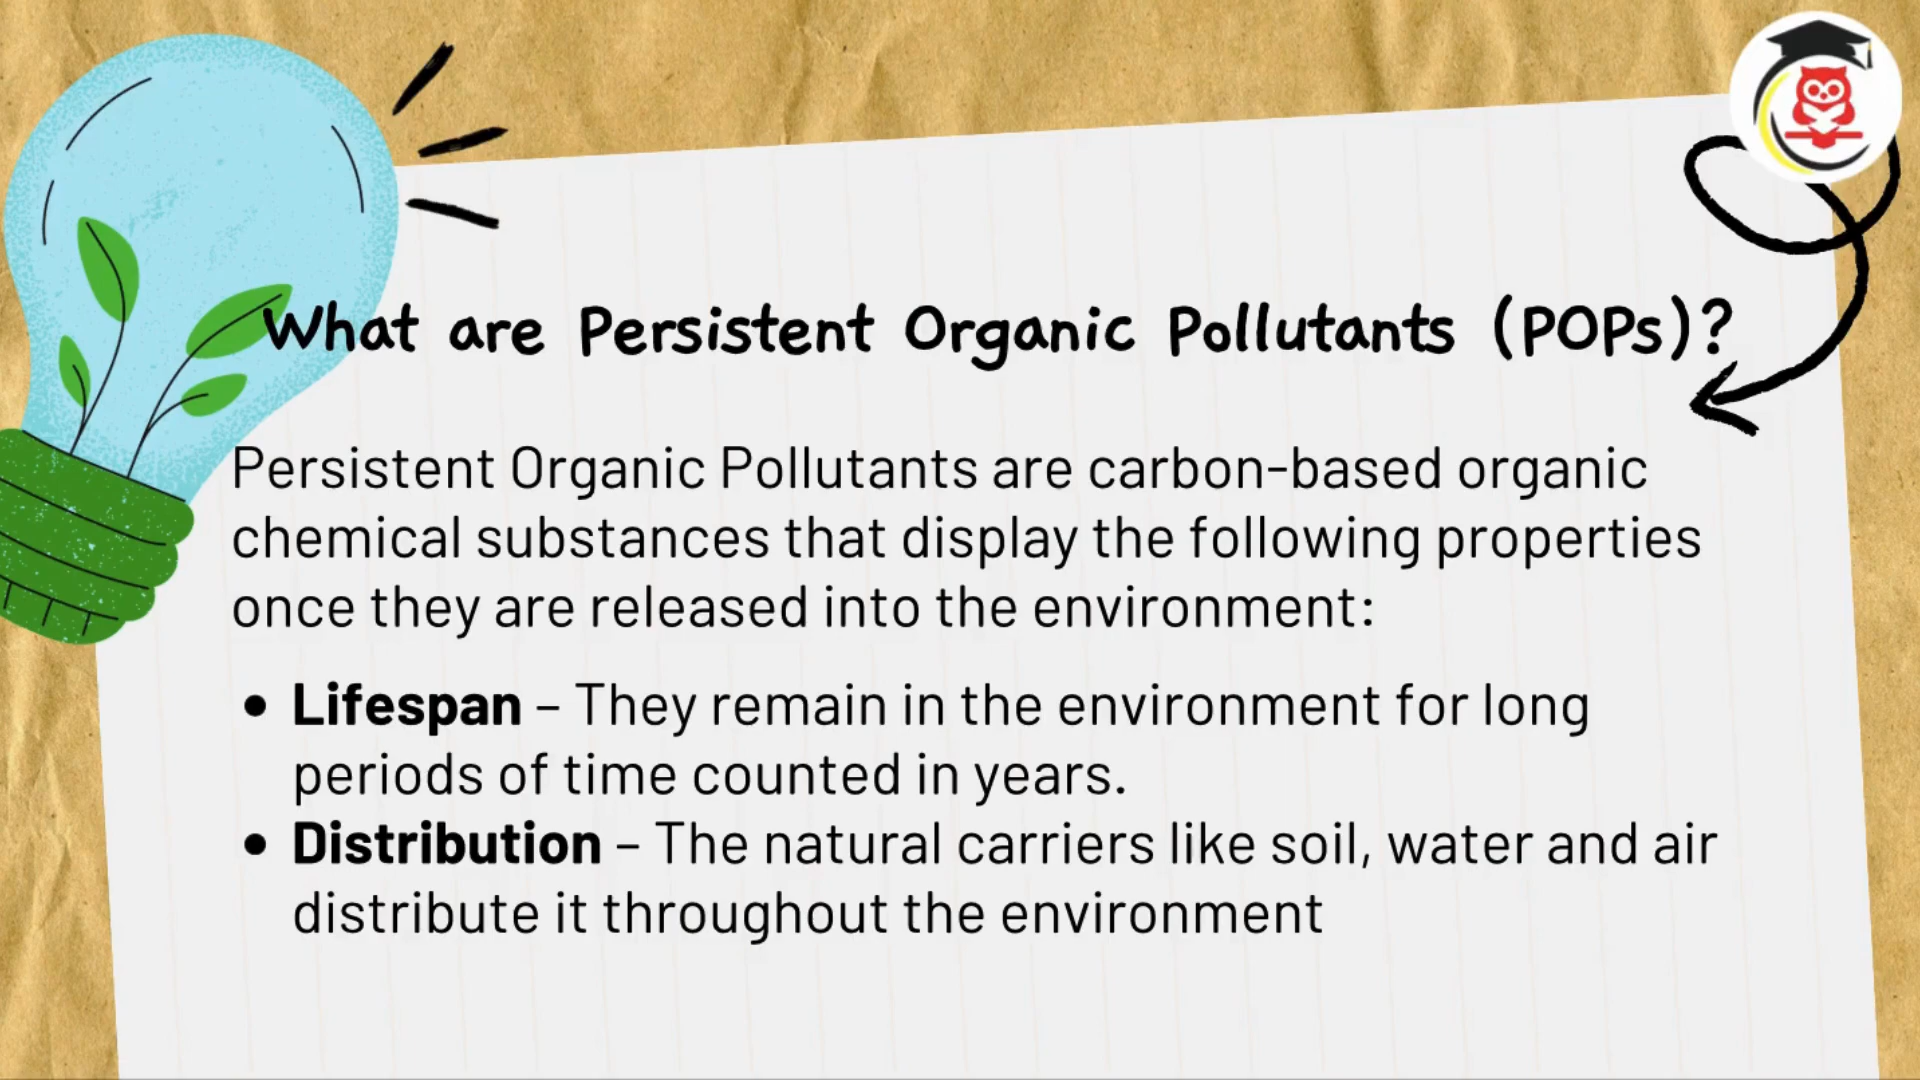 What are Persistent Organic Pollutants (POPs)?
Persistent Organic Pollutants are carbon-based organic
chemical substances that display the following properties
once they are released into the environment:
• Lifespan – They remain in the environment for long
periods of time counted in years.
• Distribution – The natural carriers like soil, water and air
distribute it throughout the environment